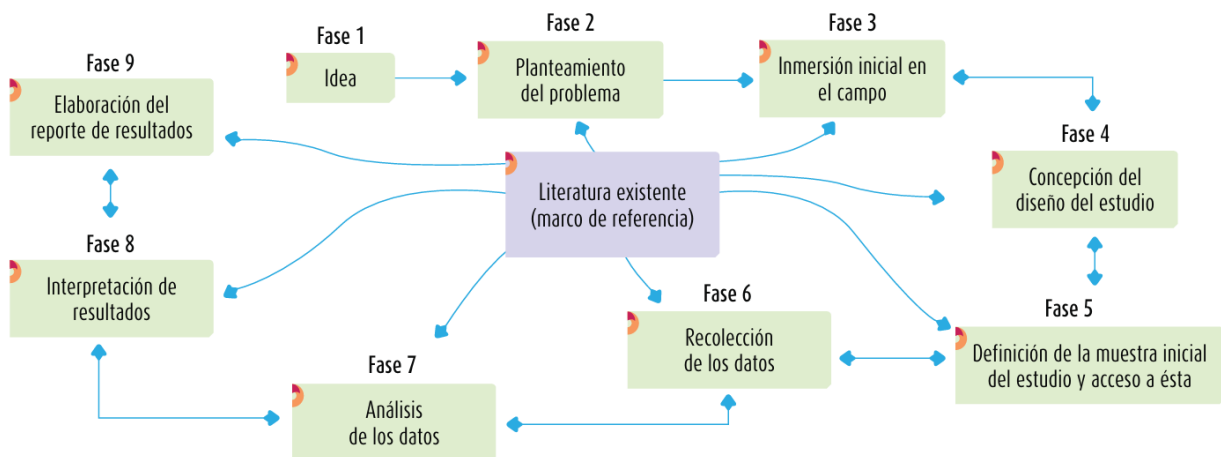 Fase 1
Idea
Fase 2
Planteamiento
del problema
Fase 3
Inmersión inicial en
el campo
Fase 4
Concepción del
diseño del estudio
Fase 5
Definición de la muestra inicial
del estudio y acceso a ésta
Fase 6
Recolección
de los datos
Fase 7
Análisis
de los datos
Fase 8
Interpretación de
resultados
Fase 9
Elaboración del
reporte de resultados
Literatura existente
(marco de referencia)